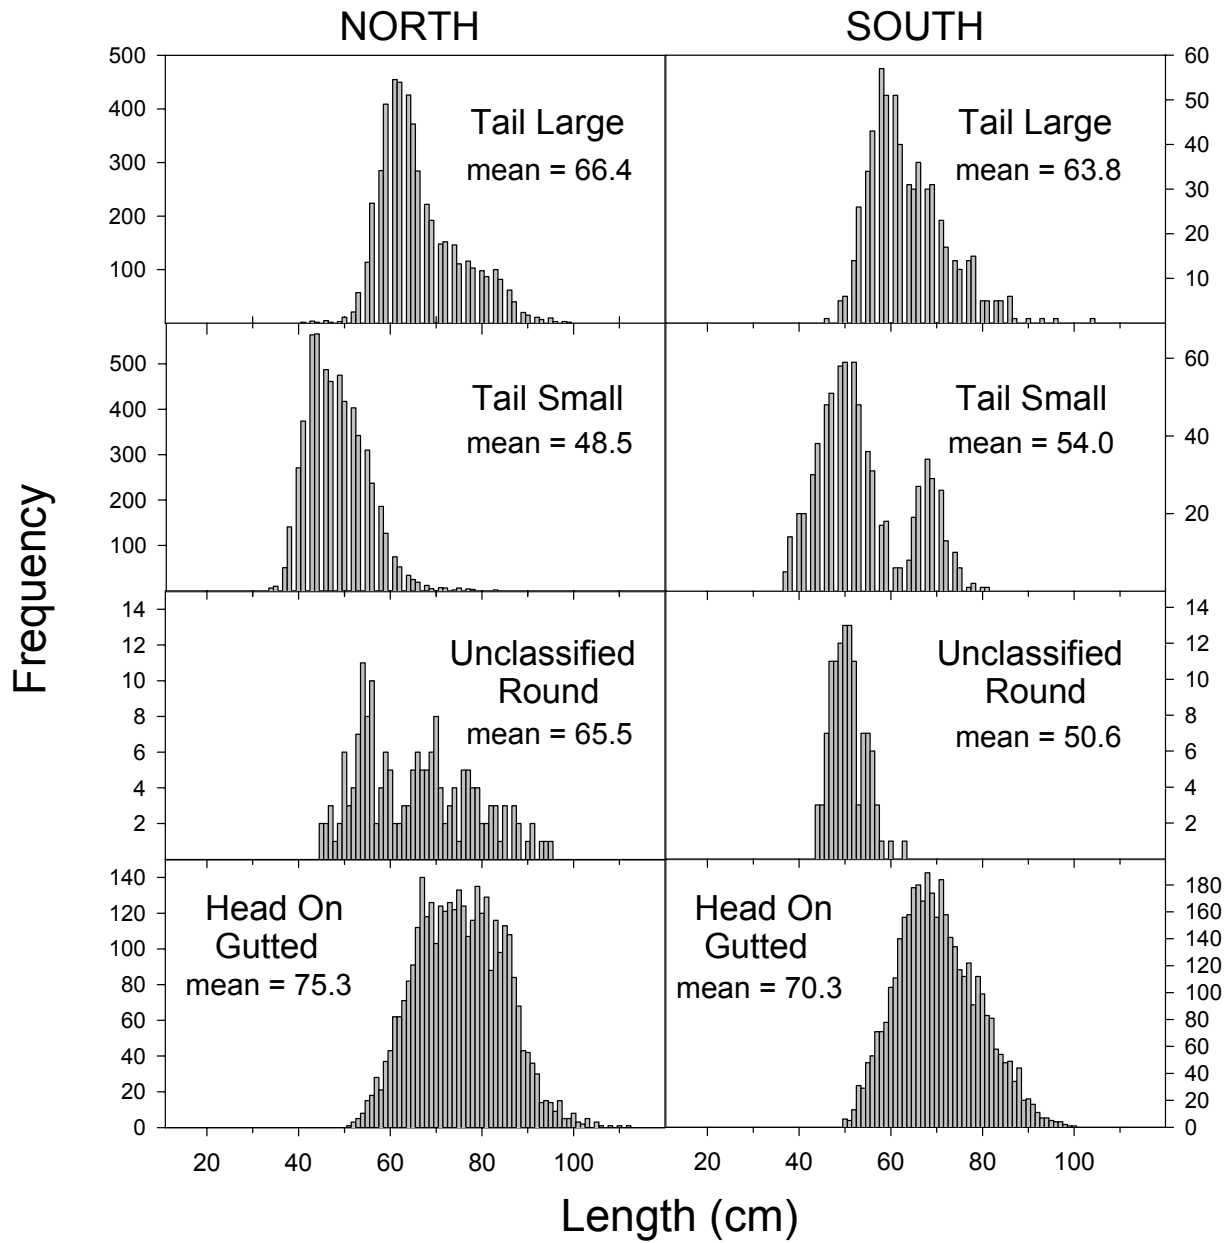 NORTH
SOUTH
Frequency
500
400
300
200
100
Tail Large
mean = 66.4
Tail Large
mean = 63.8
60
50
40
30
20
10
500
400
300
200
100
Tail Small
mean = 48.5
Tail Small
mean = 54.0
60
40
20
14
12
10
8
6
4
2
Unclassified
Round
mean = 65.5
Unclassified
Round
mean = 50.6
14
12
10
8
6
4
2
140
120
100
80
60
40
20
0
Head On
Gutted
mean = 75.3
Head On
Gutted
mean = 70.3
180
160
140
120
100
80
60
40
20
0
20 40 60 80 100
20 40 60 80 100
Length (cm)